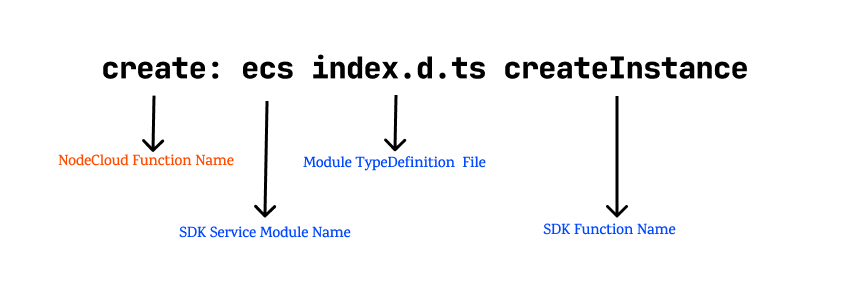 create: ecs index.d.ts createInstance
NodeCloud Function Name
Module TypeDefinition File
SDK Service Module Name
SDK Function Name